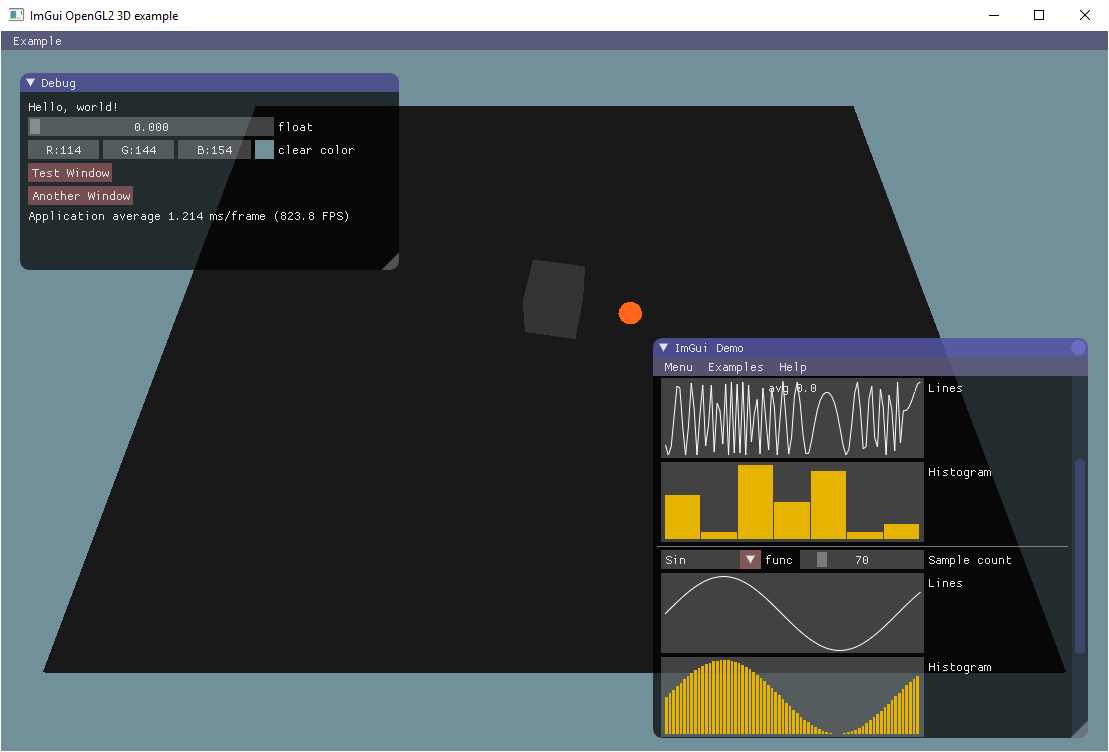 ImGui OpenGL2 3D example
Example
Debug
Hello, world!
0.000 float
R:114 G:144 B:154 clear color
Test Window
Another Window
Application average 1.214 ms/frame (823.8 FPS)
ImGui Demo
Menu Examples Help
avg 0.0 Lines
Histogram
Sin func 70 Sample count
Lines
Histogram